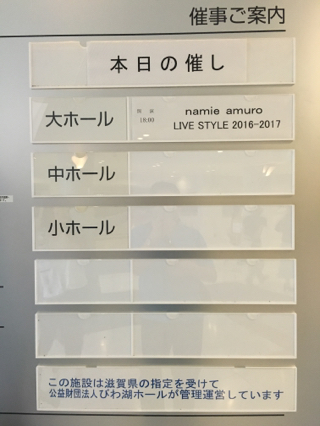 催事ご案内
本日の催し
大ホール
開演
18:00
namie amuro
LIVE STYLE 2016-2017
中ホール
小ホール
この施設は滋賀県の指定を受けて
公益財団法人びわ湖ホールが管理運営しています